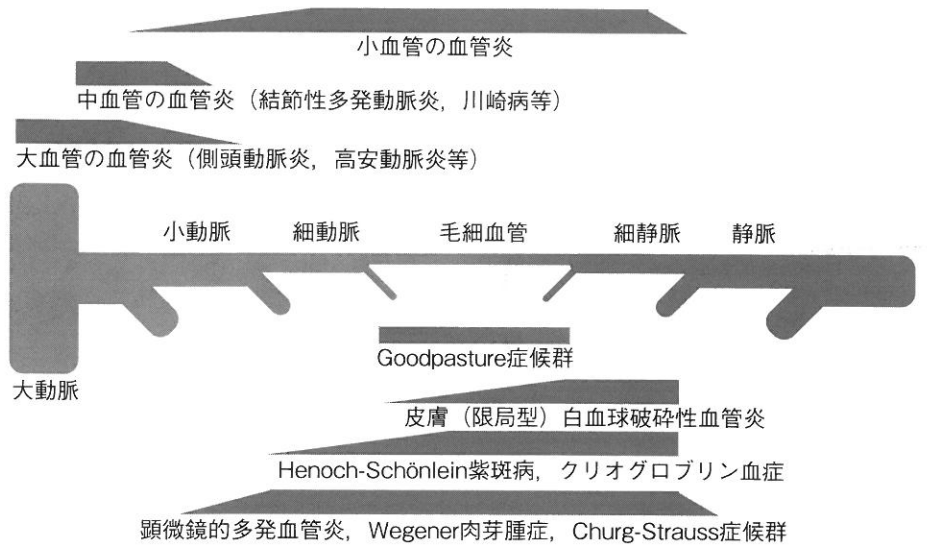 小血管の血管炎
中血管の血管炎（結節性多発動脈炎，川崎病等）
大血管の血管炎（側頭動脈炎，高安動脈炎等）
小動脈 細動脈 毛細血管 細静脈 静脈
Goodpasture症候群
大動脈
皮膚（限局型）白血球破砕性血管炎
Henoch-Schönlein紫斑病，クリオグロブリン血症
顕微鏡的多発血管炎，Wegener肉芽腫症，Churg-Strauss症候群